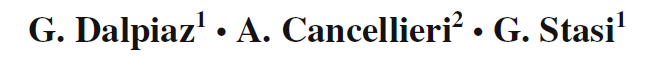 G. Dalpiaz¹ • A. Cancellieri² • G. Stasi¹